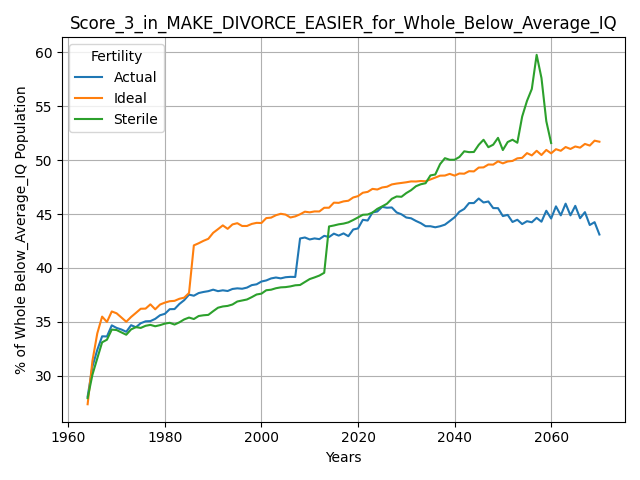 Score_3_in_MAKE_DIVORCE_EASIER_for_Whole_Below_Average_IQ
Fertility
Actual
Ideal
Sterile
% of Whole Below_Average_IQ Population
60
55
50
45
40
35
30
1960
1980
2000
2020
2040
2060
Years